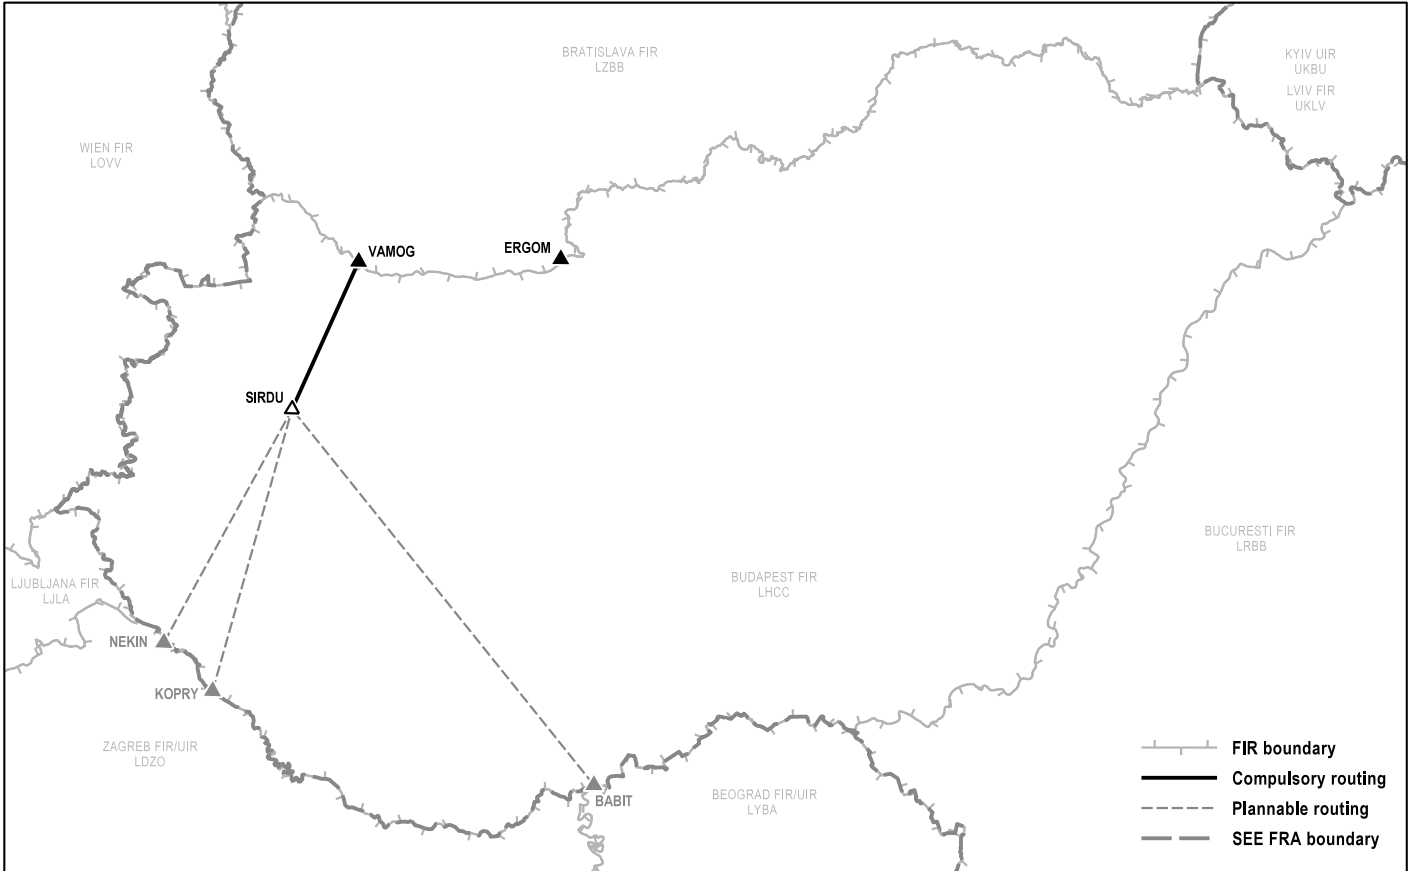 BRATISLAVA FIR
LZBB
KYIV UIR
UKBU
LVIV FIR
UKLV
WIEN FIR
LOVV
VAMOG
ERGOM
SIRDU
BUCURESTI FIR
LRBB
LJUBLJANA FIR
LJLA
BUDAPEST FIR
LHCC
NEKIN
KOPRY
ZAGREB FIR/UIR
LDZO
BABIT
BEOGRAD FIR/UIR
LYBA
FIR boundary
Compulsory routing
Plannable routing
SEE FRA boundary